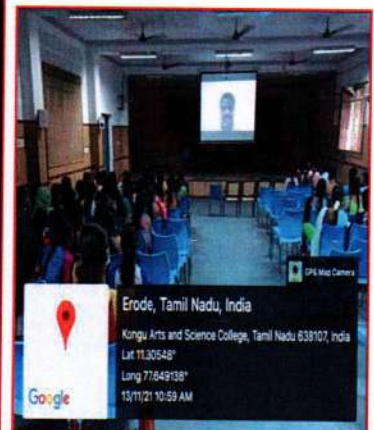 GPS Map Camera
Erode, Tamil Nadu, India
Kongu Arts and Science College, Tamil Nadu 638107, India
Lat 11.30548°
Long 77.649138°
13/11/21 10:59 AM
Google